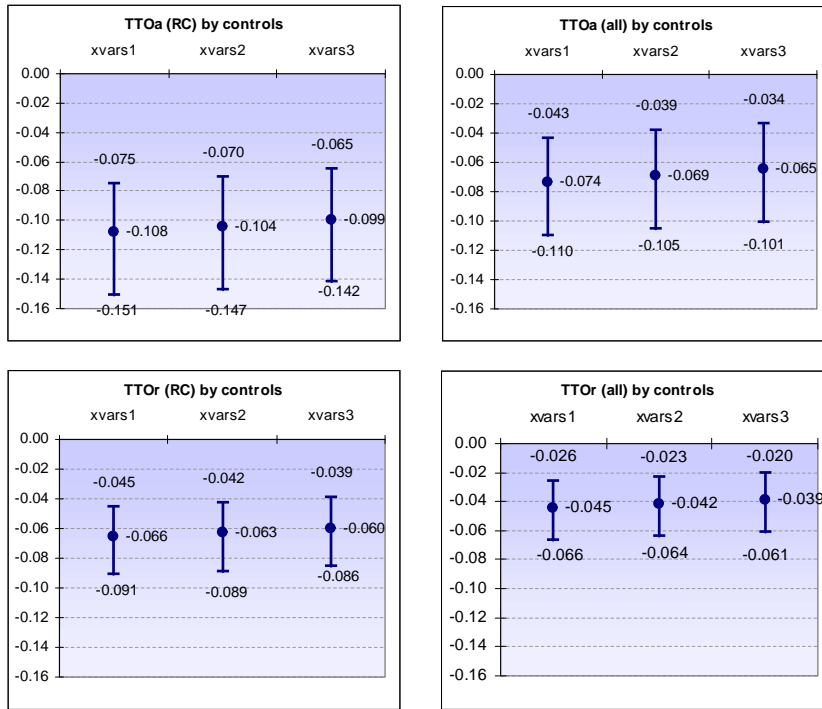 TTOa (RC) by controls
xvars1 xvars2 xvars3
0.00
-0.02
-0.04
-0.06
-0.08
-0.10
-0.12
-0.14
-0.16
-0.075 -0.070 -0.065
-0.108 -0.104 -0.099
-0.151 -0.147 -0.142
TTOa (all) by controls
xvars1 xvars2 xvars3
0.00
-0.02
-0.04
-0.06
-0.08
-0.10
-0.12
-0.14
-0.16
-0.043 -0.039 -0.034
-0.074 -0.069 -0.065
-0.110 -0.105 -0.101
TTOr (RC) by controls
xvars1 xvars2 xvars3
0.00
-0.02
-0.04
-0.06
-0.08
-0.10
-0.12
-0.14
-0.16
-0.045 -0.042 -0.039
-0.066 -0.063 -0.060
-0.091 -0.089 -0.086
TTOr (all) by controls
xvars1 xvars2 xvars3
0.00
-0.02
-0.04
-0.06
-0.08
-0.10
-0.12
-0.14
-0.16
-0.026 -0.023 -0.020
-0.045 -0.042 -0.039
-0.066 -0.064 -0.061